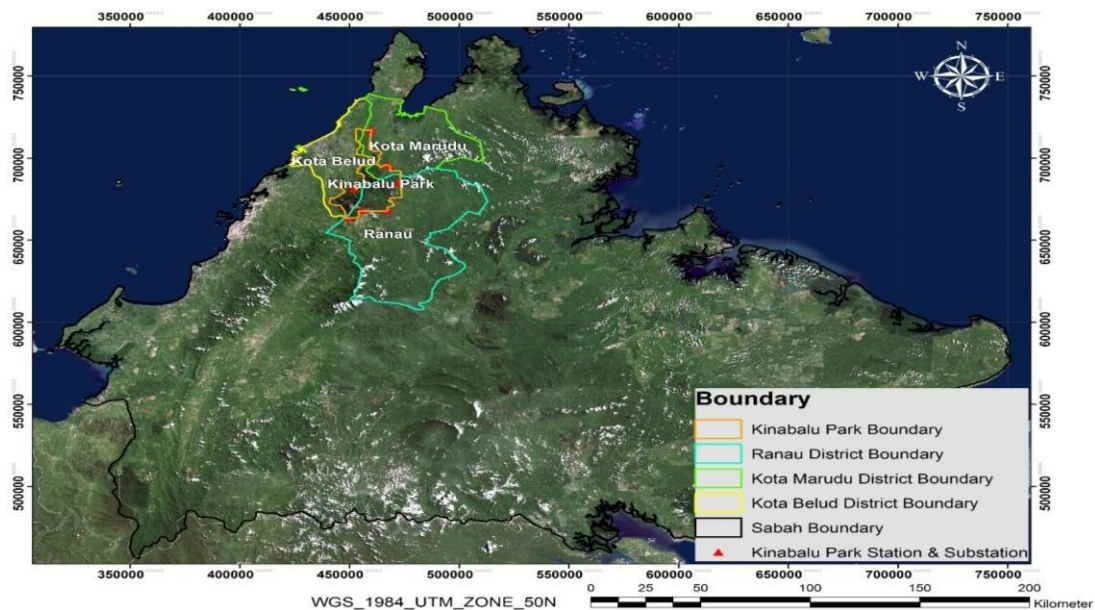 350000 400000 450000 500000 550000 600000 650000 700000 750000
N
W E
S
750000 750000
700000 700000
650000 650000
600000 600000
550000 550000
500000 500000
Kota Marudu
Kota Belud
Kinabalu Park
Ranau
Boundary
Kinabalu Park Boundary
Ranau District Boundary
Kota Marudu District Boundary
Kota Belud District Boundary
Sabah Boundary
Kinabalu Park Station & Substation
350000 400000 450000 500000 550000 600000 650000 700000 750000
WGS_1984_UTM_ZONE_50N
0 25 50 100 150 200
Kilometer